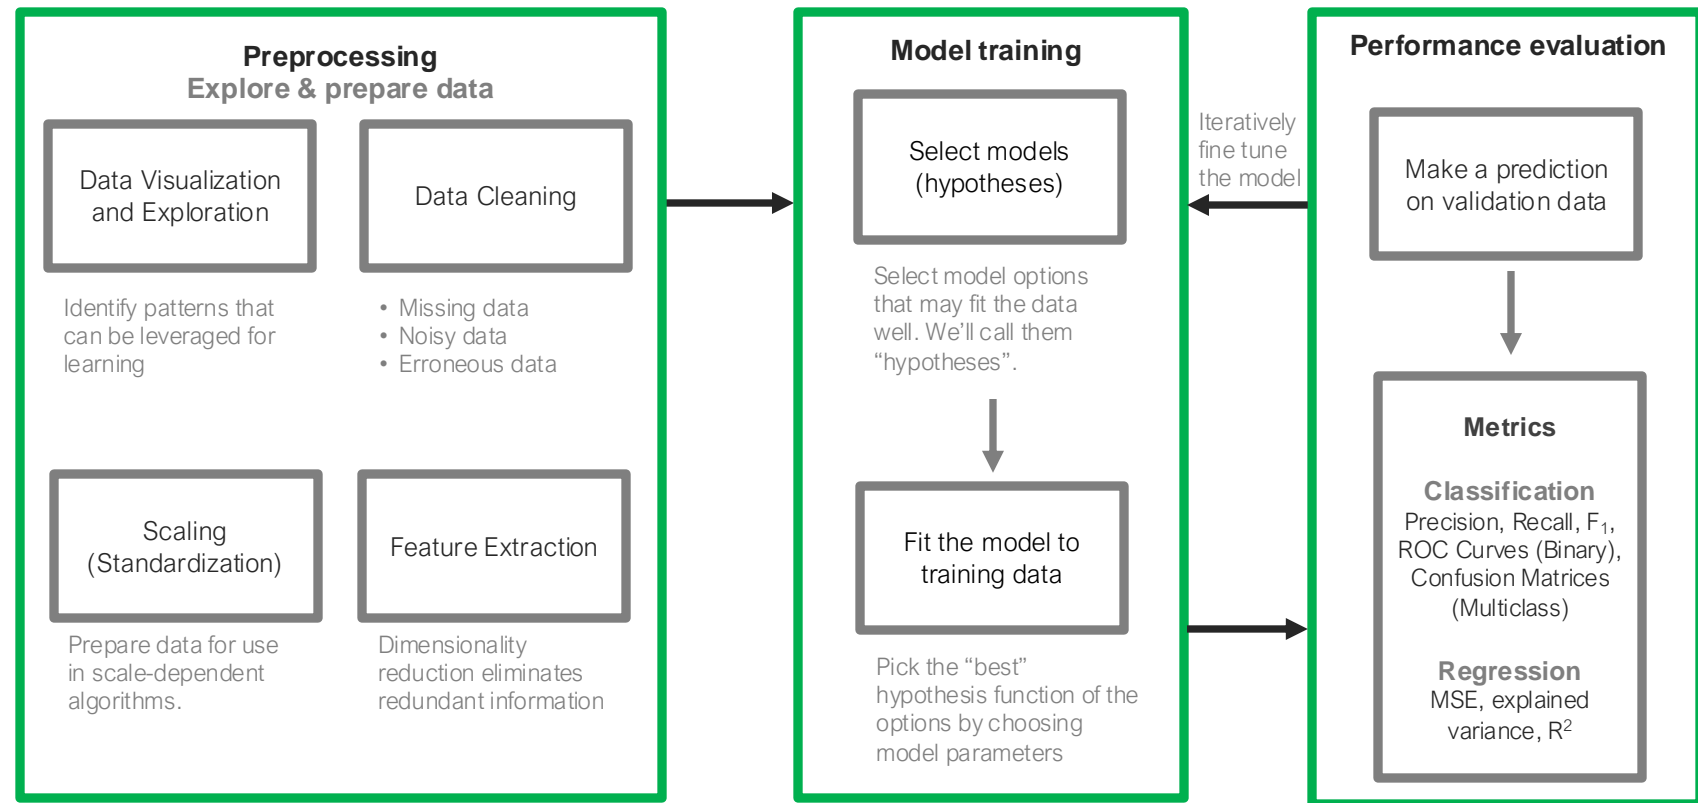 Preprocessing
Explore & prepare data
Data Visualization
and Exploration
Identify patterns that
can be leveraged for
learning
Data Cleaning
• Missing data
• Noisy data
• Erroneous data
Scaling
(Standardization)
Prepare data for use
in scale-dependent
algorithms.
Feature Extraction
Dimensionality
reduction eliminates
redundant information
Model training
Select models
(hypotheses)
Select model options
that may fit the data
well. We’ll call them
“hypotheses”.
Fit the model to
training data
Pick the “best”
hypothesis function of the
options by choosing
model parameters
Iteratively
fine tune
the model
Performance evaluation
Make a prediction
on validation data
Metrics
Classification
Precision, Recall, F₁,
ROC Curves (Binary),
Confusion Matrices
(Multiclass)
Regression
MSE, explained
variance, R²